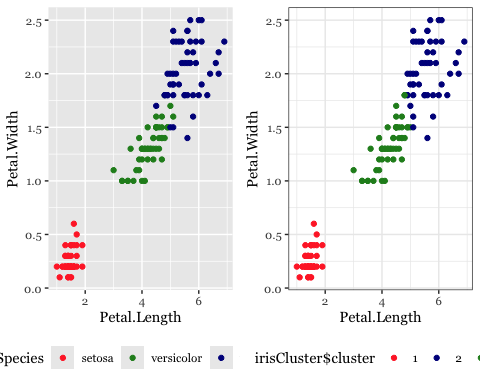 2.5
2.0
1.5
1.0
0.5
0.0
Petal.Width
2 4 6
Petal.Length
2.5
2.0
1.5
1.0
0.5
0.0
Petal.Width
2 4 6
Petal.Length
Species setosa versicolor
irisCluster$cluster 1 2